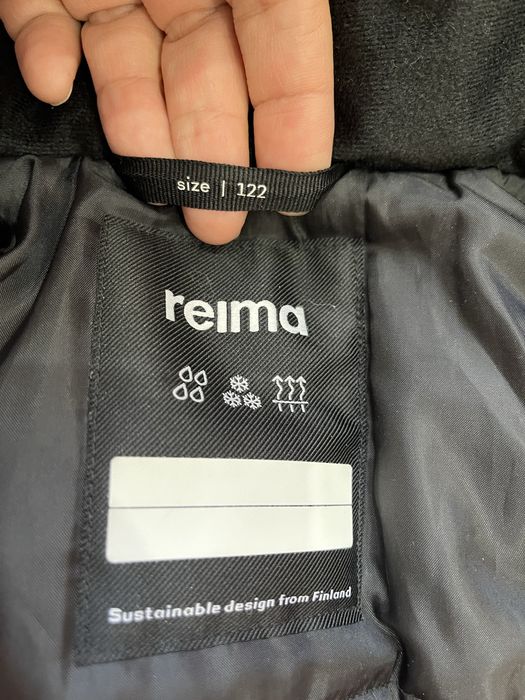 size | 122
reima
Sustainable design from Finland